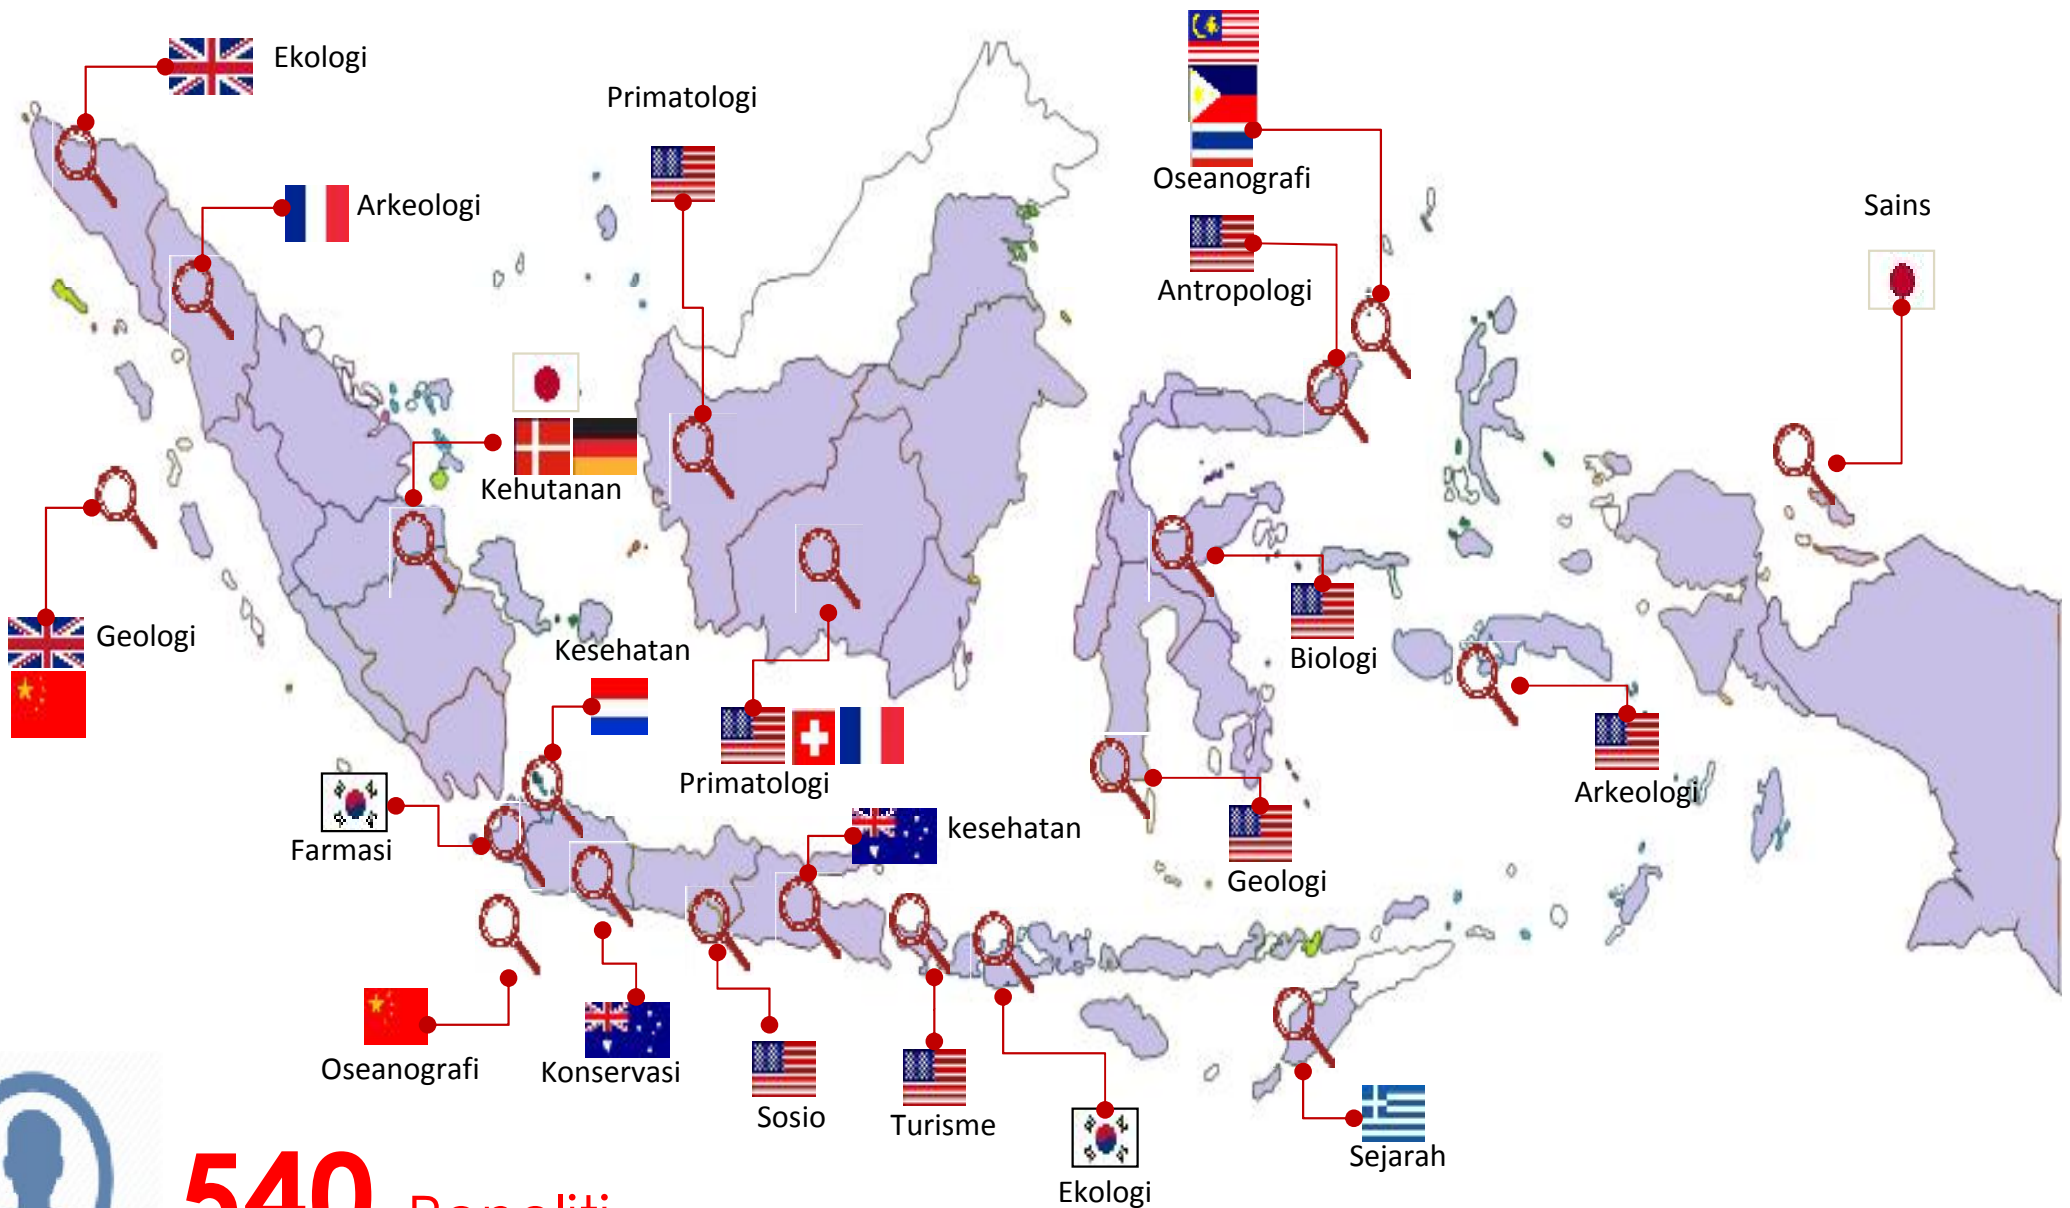 Ekologi
Primatologi
Arkeologi
Oseanografi
Sains
Antropologi
Kehutanan
Geologi
Kesehatan
Biologi
Primatologi
Arkeologi
Farmasi
kesehatan
Geologi
Oseanografi
Konservasi
Sosio
Turisme
Sejarah
Ekologi
540 Peneliti